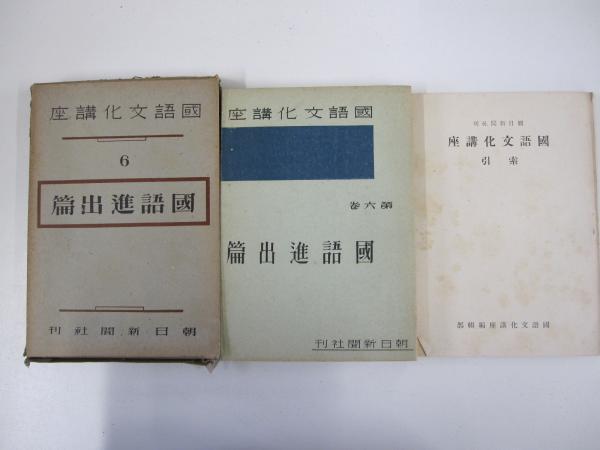 國語文化講座
6
國語進出篇
朝日新聞社刊
國語文化講座
第六卷
國語進出篇
朝日新聞社刊
國語文化講座
索引
國語文化講座編輯部